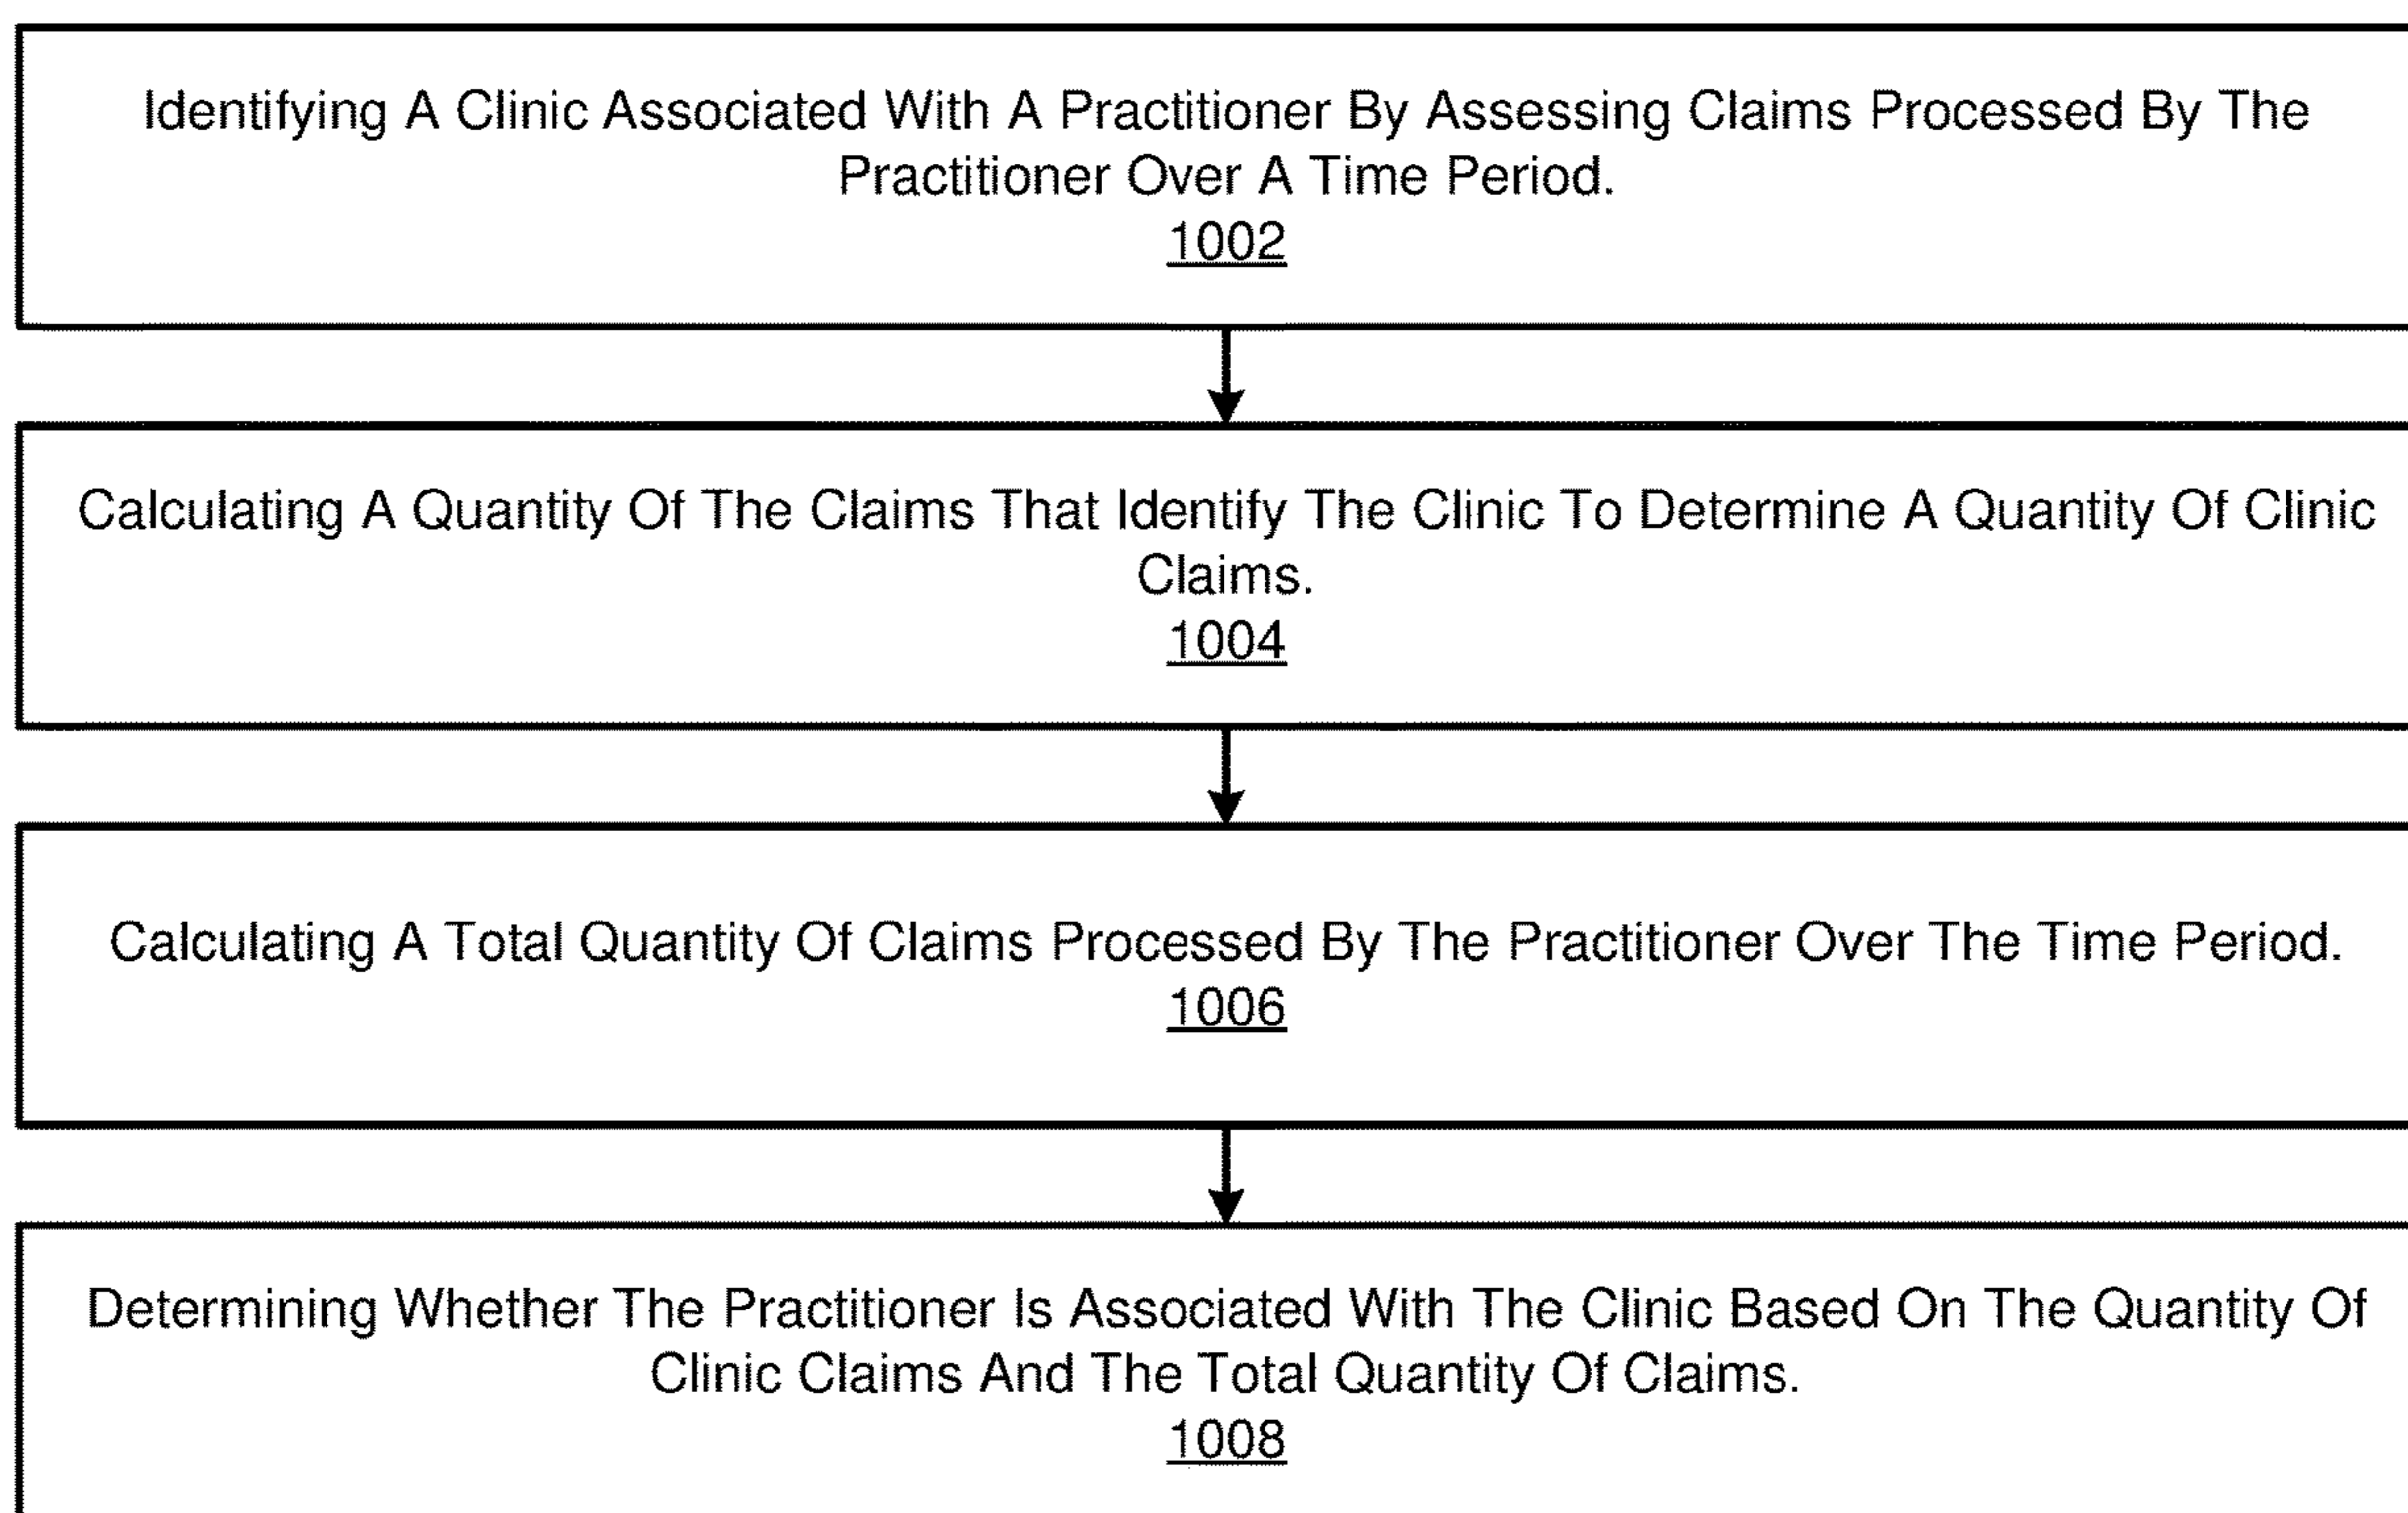 Identifying A Clinic Associated With A Practitioner By Assessing Claims Processed By The
Practitioner Over A Time Period.
1002
Calculating A Quantity Of The Claims That Identify The Clinic To Determine A Quantity Of Clinic
Claims.
1004
Calculating A Total Quantity Of Claims Processed By The Practitioner Over The Time Period.
1006
Determining Whether The Practitioner Is Associated With The Clinic Based On The Quantity Of
Clinic Claims And The Total Quantity Of Claims.
1008